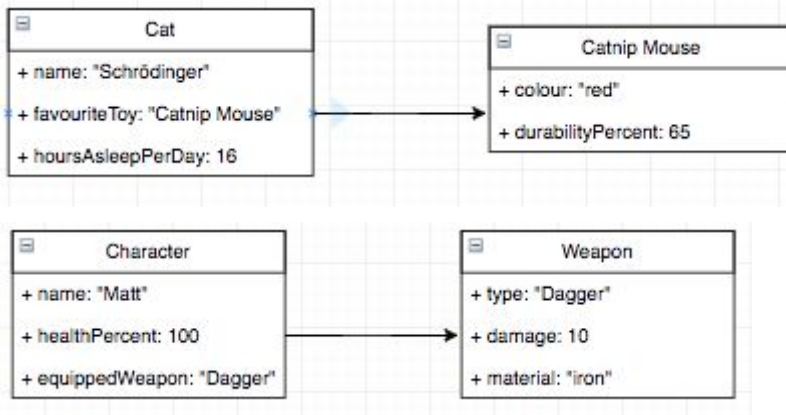 Cat
+ name: "Schrödinger"
+ favouriteToy: "Catnip Mouse"
+ hoursAsleepPerDay: 16
Catnip Mouse
+ colour: "red"
+ durabilityPercent: 65
Character
+ name: "Matt"
+ healthPercent: 100
+ equippedWeapon: "Dagger"
Weapon
+ type: "Dagger"
+ damage: 10
+ material: "iron"